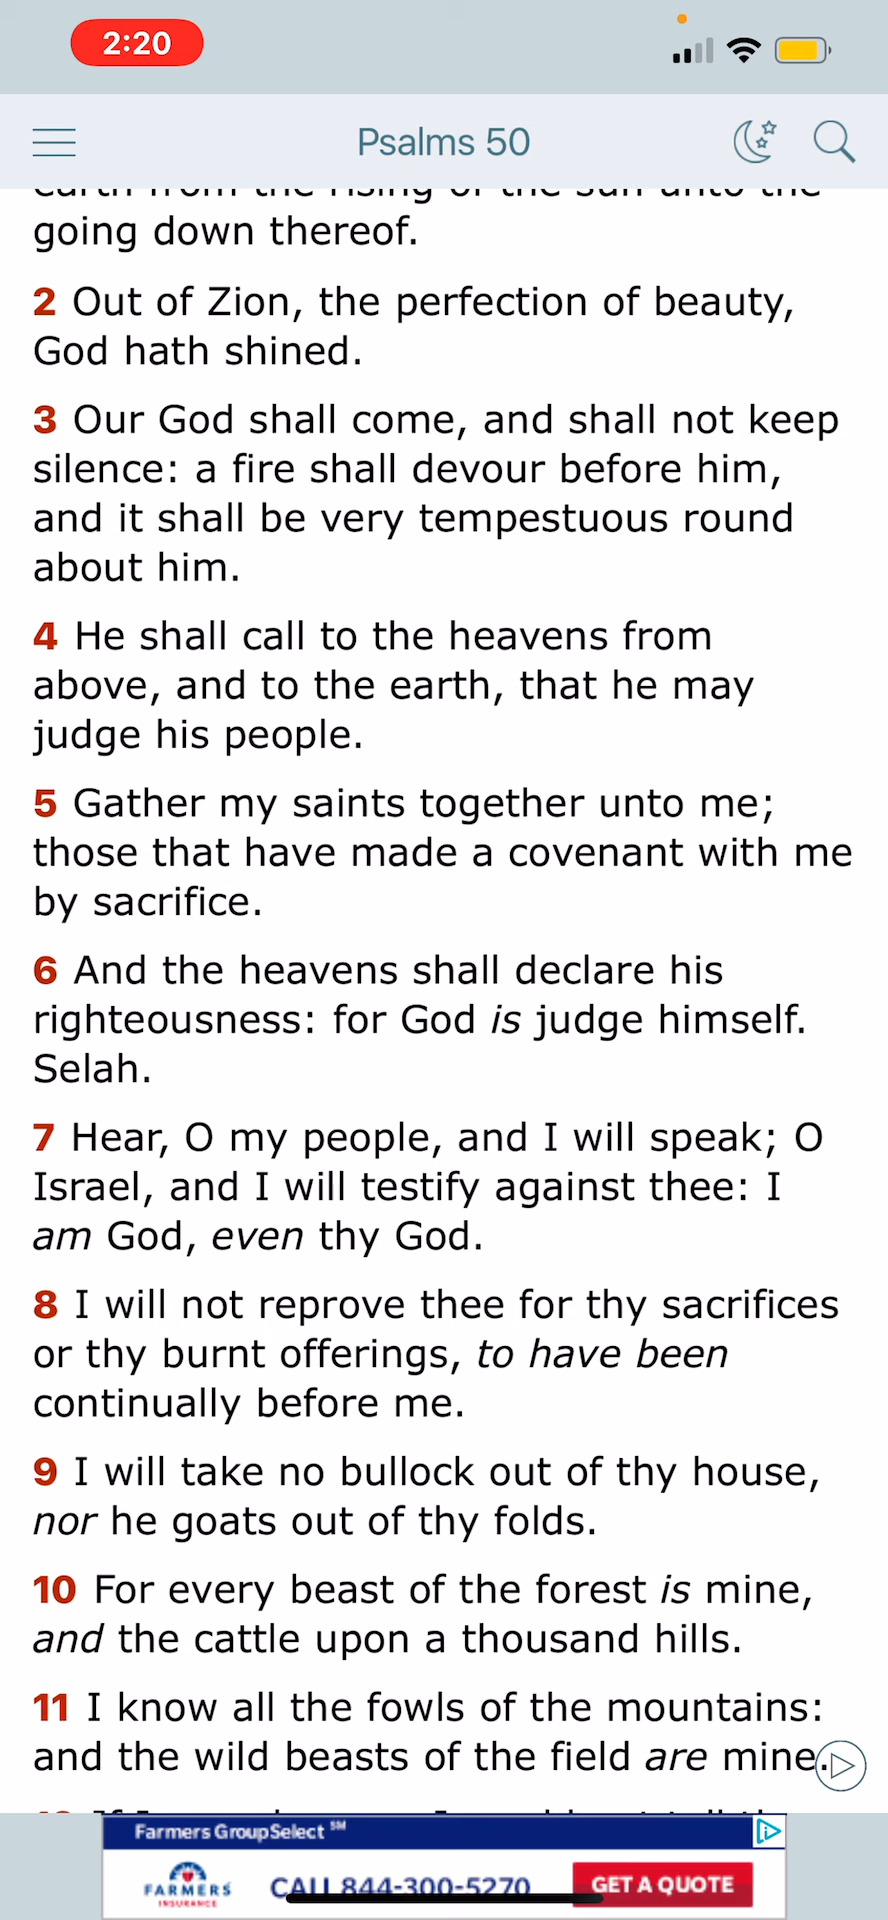 2:20
Psalms 50
going down thereof.
2 Out of Zion, the perfection of beauty,
God hath shined.
3 Our God shall come, and shall not keep
silence: a fire shall devour before him,
and it shall be very tempestuous round
about him.
4 He shall call to the heavens from
above, and to the earth, that he may
judge his people.
5 Gather my saints together unto me;
those that have made a covenant with me
by sacrifice.
6 And the heavens shall declare his
righteousness: for God is judge himself.
Selah.
7 Hear, O my people, and I will speak; O
Israel, and I will testify against thee: I
am God, even thy God.
8 I will not reprove thee for thy sacrifices
or thy burnt offerings, to have been
continually before me.
9 I will take no bullock out of thy house,
nor he goats out of thy folds.
10 For every beast of the forest is mine,
and the cattle upon a thousand hills.
11 I know all the fowls of the mountains:
and the wild beasts of the field are mine.
Farmers GroupSelect SM
FARMERS
INSURANCE
CALL 844-300-5270
GET A QUOTE